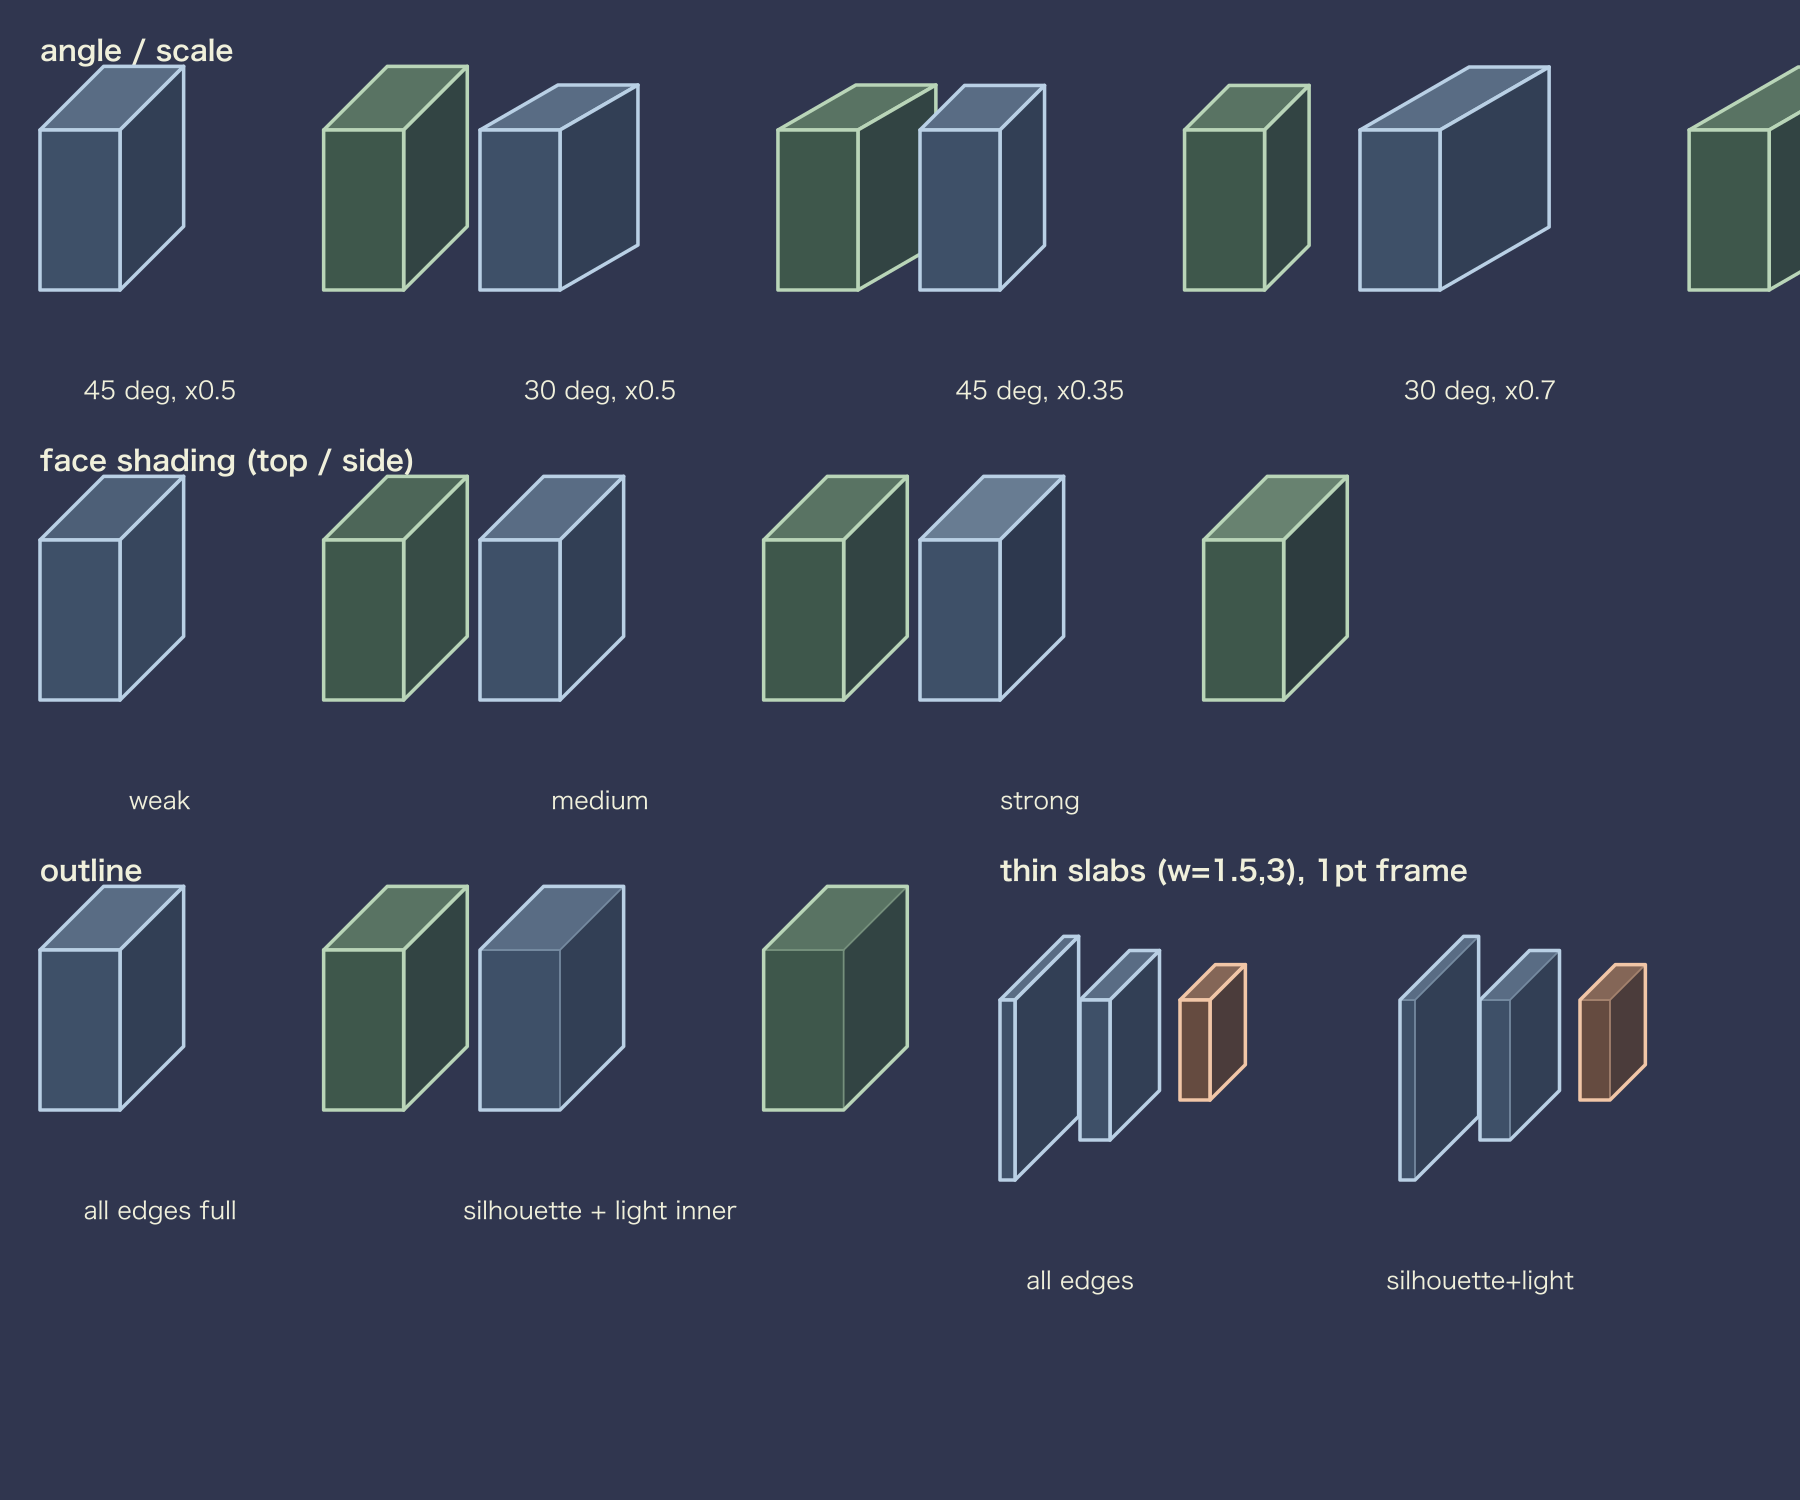 angle / scale
45 deg, x0.5
30 deg, x0.5
45 deg, x0.35
30 deg, x0.7
face shading (top / side)
weak
medium
strong
outline
thin slabs (w=1.5,3), 1pt frame
all edges full
silhouette + light inner
all edges
silhouette+light